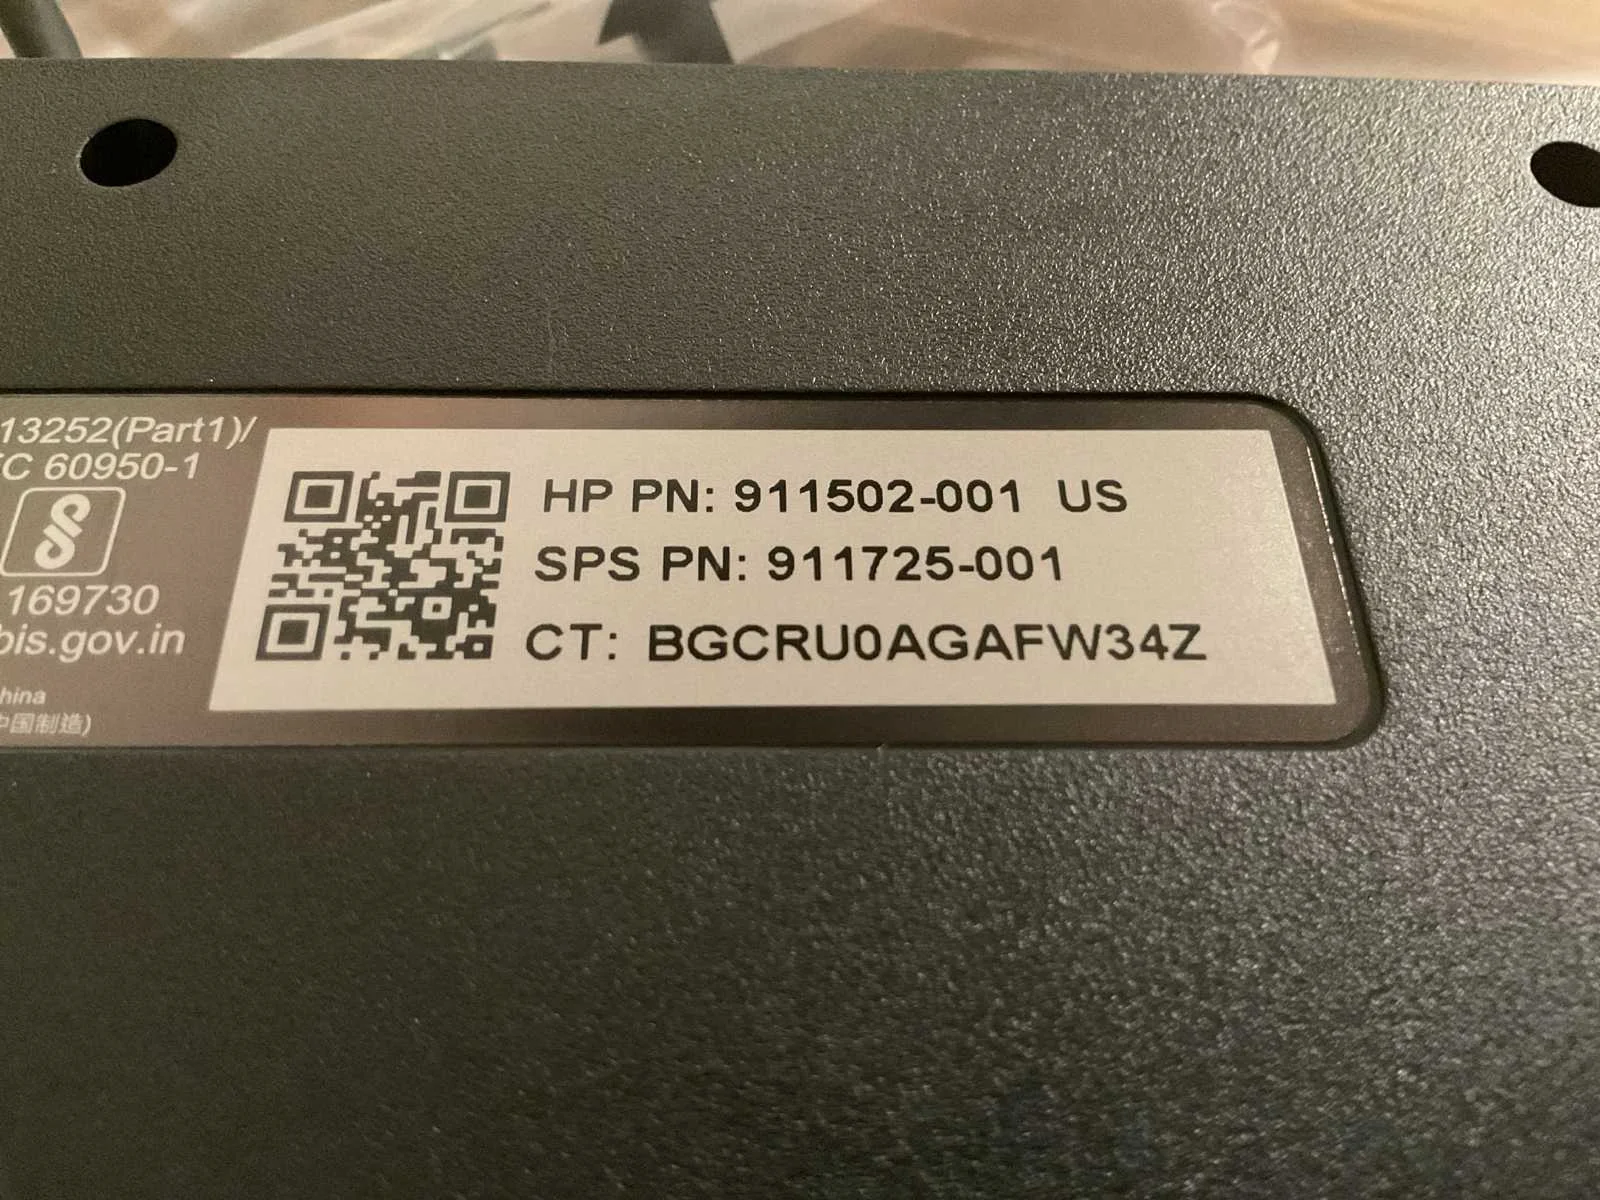 13252(Part1)/
C 60950-1
169730
bis.gov.in
hina
中国制造)
HP PN: 911502-001 US
SPS PN: 911725-001
CT: BGCRU0AGAFW34Z